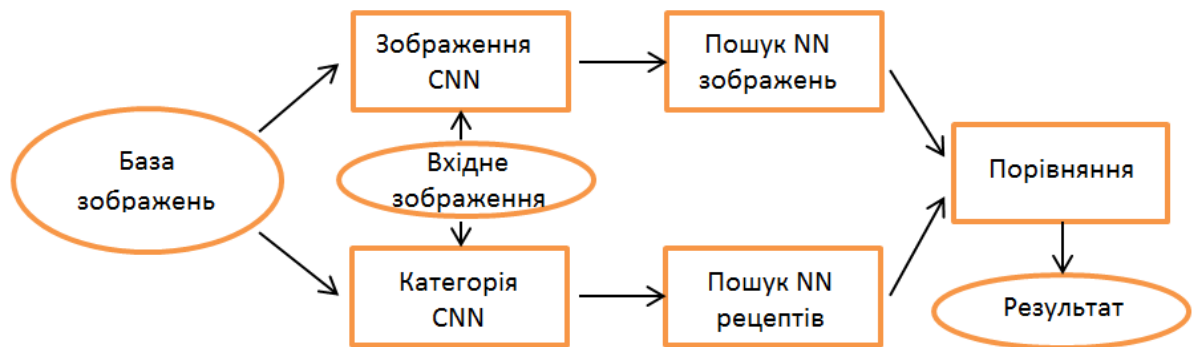 База
зображень
Зображення
CNN
Вхідне
зображення
Категорія
CNN
Пошук NN
зображень
Пошук NN
рецептів
Порівняння
Результат